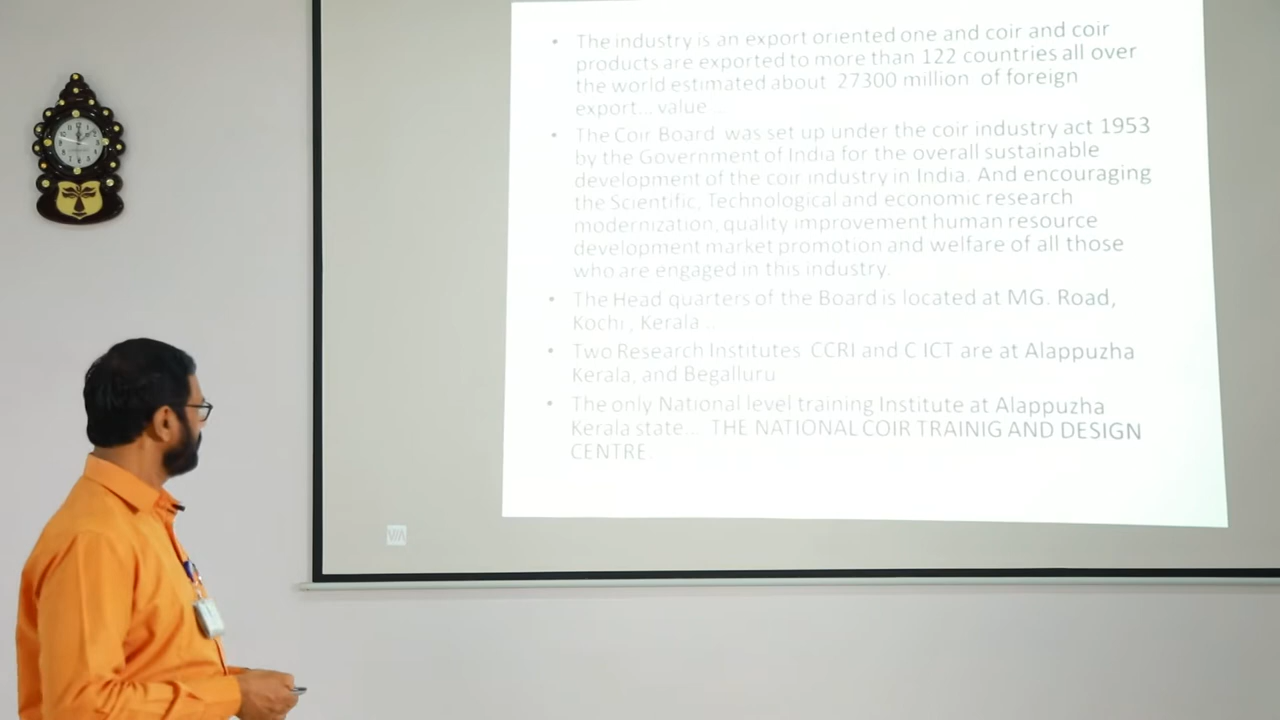 • The industry is an export oriented one and coir and coir
products are exported to more than 122 countries all over
the world estimated about 27300 million of foreign
export... value...
• The Coir Board was set up under the coir industry act 1953
by the Government of India for the overall sustainable
development of the coir industry in India. And encouraging
the Scientific, Technological and economic research
modernization, quality improvement human resource
development market promotion and welfare of all those
who are engaged in this industry.
• The Head quarters of the Board is located at MG. Road,
Kochi , Kerala ..
• Two Research Institutes CCRI and C ICT are at Alappuzha
Kerala, and Begalluru
• The only National level training Institute at Alappuzha
Kerala state... THE NATIONAL COIR TRAINIG AND DESIGN
CENTRE.